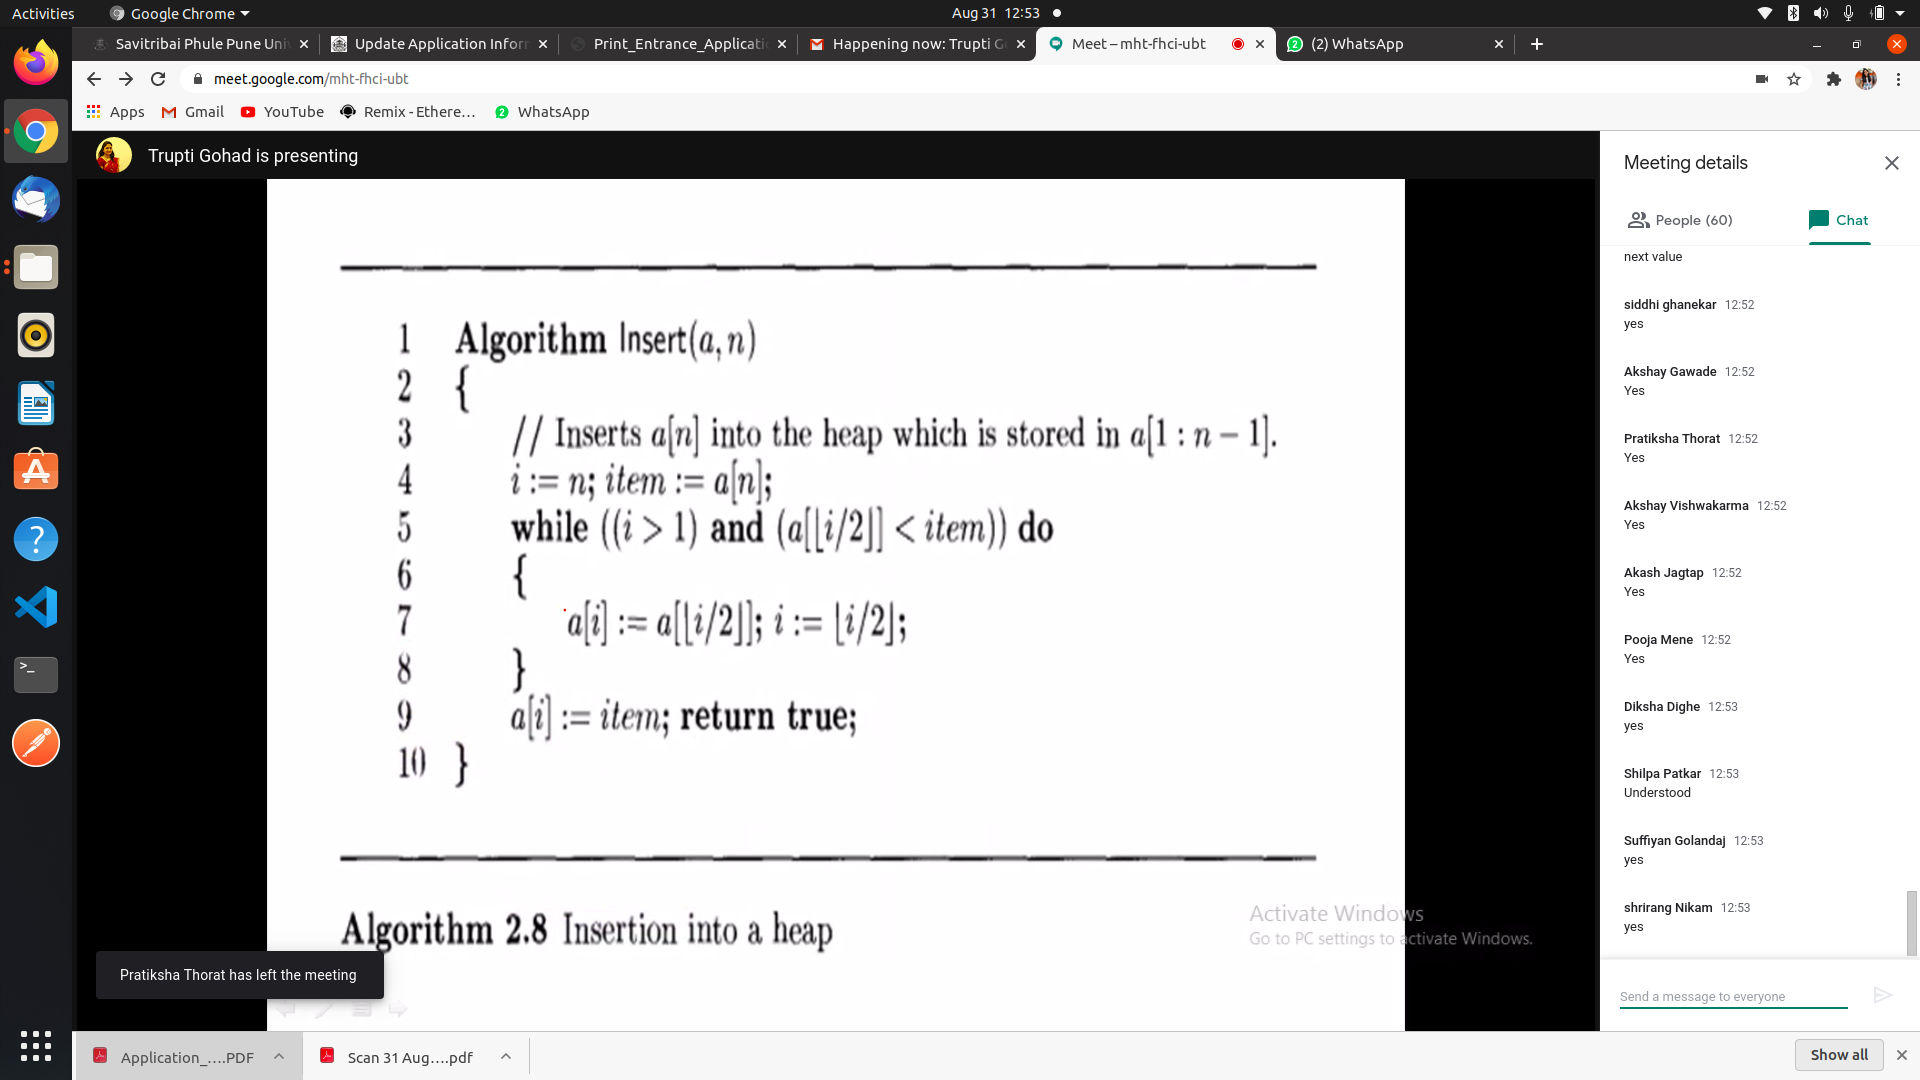 Activities
Google Chrome
Aug 31 12:53
Savitribai Phule Pune Uni
Update Application Inforr
Print_Entrance_Applicati
Happening now: Trupti G
Meet – mht-fhci-ubt
(2) WhatsApp
meet.google.com/mht-fhci-ubt
Apps
Gmail
YouTube
Remix - Ethere…
WhatsApp
Trupti Gohad is presenting
1 Algorithm Insert(a, n)
2 {
3 // Inserts a[n] into the heap which is stored in a[1 : n − 1].
4 i := n; item := a[n];
5 while ((i > 1) and (a[⌊i/2⌋] < item)) do
6 {
7 a[i] := a[⌊i/2⌋]; i := ⌊i/2⌋;
8 }
9 a[i] := item; return true;
10 }
Algorithm 2.8 Insertion into a heap
Activate Windows
Go to PC settings to activate Windows.
Pratiksha Thorat has left the meeting
Meeting details
People (60)
Chat
next value
siddhi ghanekar 12:52
yes
Akshay Gawade 12:52
Yes
Pratiksha Thorat 12:52
Yes
Akshay Vishwakarma 12:52
Yes
Akash Jagtap 12:52
Yes
Pooja Mene 12:52
Yes
Diksha Dighe 12:53
yes
Shilpa Patkar 12:53
Understood
Suffiyan Golandaj 12:53
yes
shrirang Nikam 12:53
yes
Send a message to everyone
Application_....PDF
Scan 31 Aug....pdf
Show all